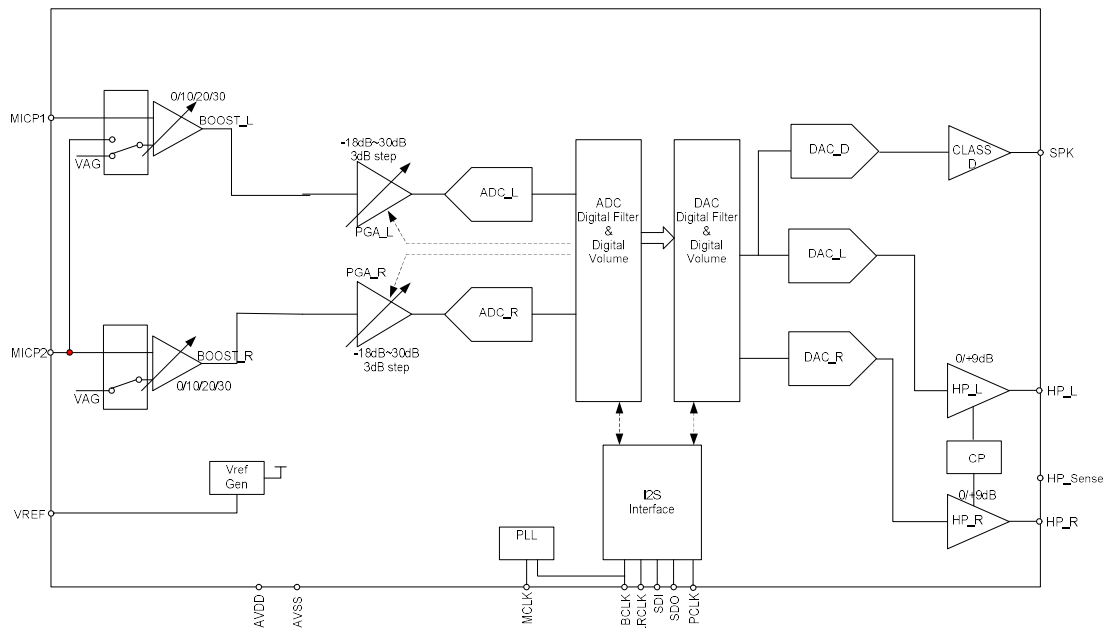 0/10/20/30
MICP1
BOOST_L
VAG
-18dB~30dB
3dB step
PGA_L
ADC_L
ADC
Digital Filter
&
Digital
Volume
DAC
Digital Filter
&
Digital
Volume
DAC_D
CLASS
D
SPK
DAC_L
PGA_R
ADC_R
-18dB~30dB
3dB step
DAC_R
MICP2
BOOST_R
0/10/20/30
VAG
0/+9dB
HP_L
HP_L
CP
HP_Sense
0/+9dB
HP_R
HP_R
Vref
Gen
VREF
I2S
Interface
PLL
AVDD
AVSS
MCLK
BCLK
LRCLK
SDI
SDO
PCLK